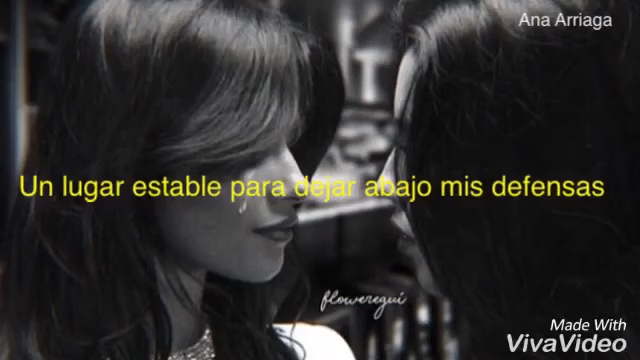 Ana Arriaga
Un lugar estable para dejar abajo mis defensas
floweregui
Made With
VivaVideo